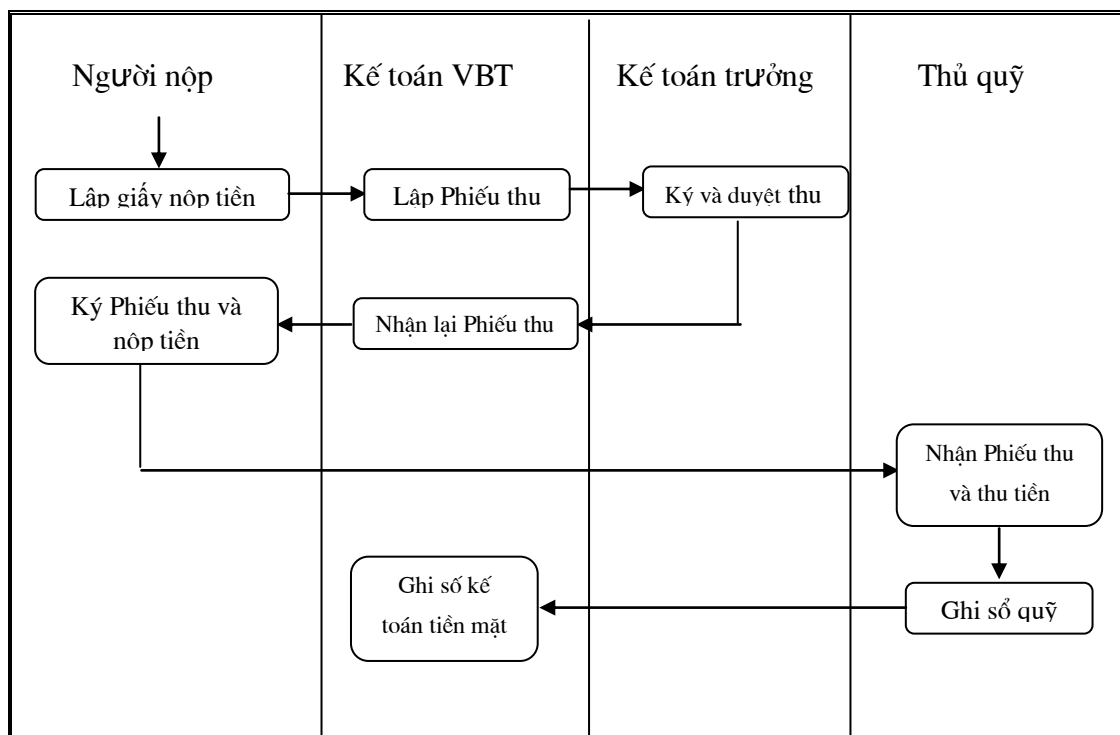 Người nộp
Kế toán VBT
Kế toán trưởng
Thủ quỹ
Lập giấy nộp tiền
Lập Phiếu thu
Ký và duyệt thu
Ký Phiếu thu và
nộp tiền
Nhận lại Phiếu thu
Nhận Phiếu thu
và thu tiền
Ghi số kế
toán tiền mặt
Ghi sổ quỹ